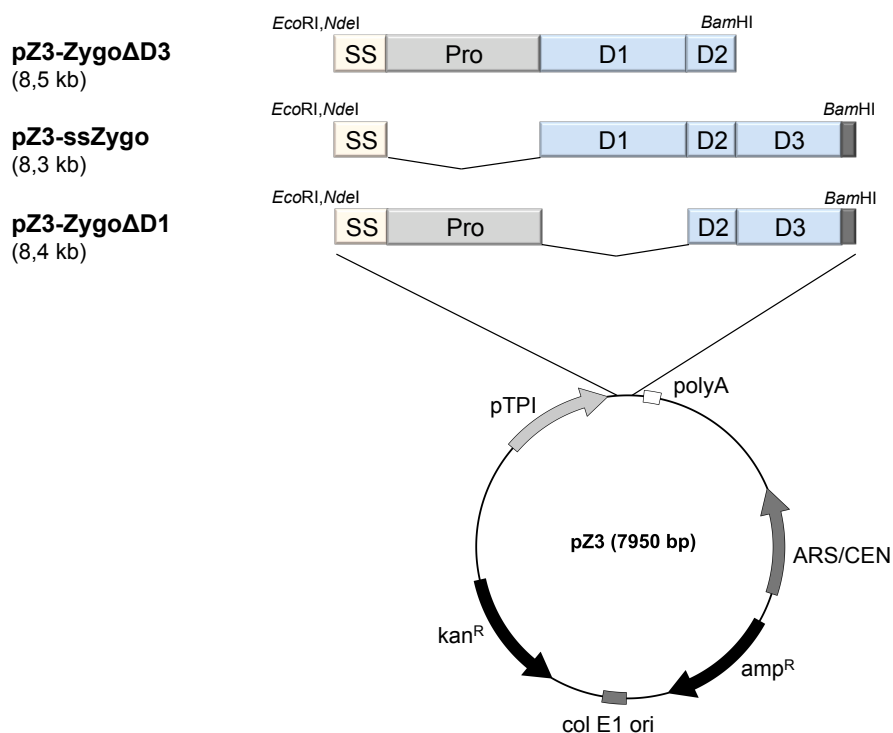 EcoRI,NdeI BamHI
pZ3-ZygoΔD3
(8,5 kb)
SS Pro D1 D2
EcoRI,NdeI BamHI
pZ3-ssZygo
(8,3 kb)
SS D1 D2 D3
EcoRI,NdeI BamHI
pZ3-ZygoΔD1
(8,4 kb)
SS Pro D2 D3
polyA
pTPI
pZ3 (7950 bp)
ARS/CEN
kanR
ampR
col E1 ori